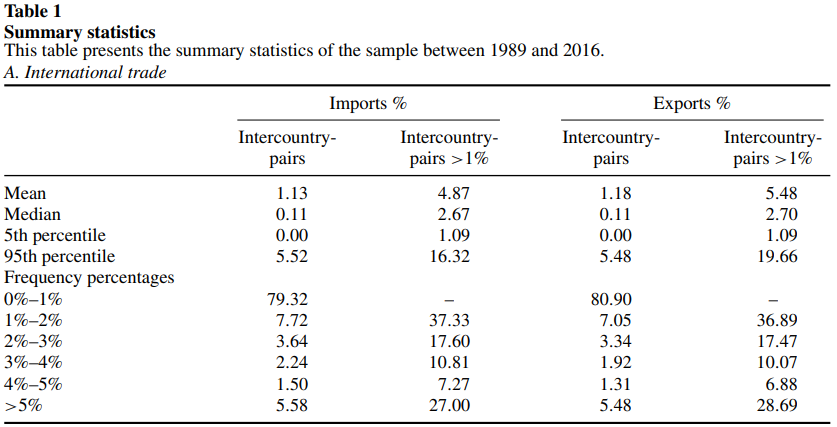 Table 1
Summary statistics
This table presents the summary statistics of the sample between 1989 and 2016.
A. International trade
Imports % Exports %
Intercountry-pairs Intercountry-pairs >1% Intercountry-pairs Intercountry-pairs >1%
Mean 1.13 4.87 1.18 5.48
Median 0.11 2.67 0.11 2.70
5th percentile 0.00 1.09 0.00 1.09
95th percentile 5.52 16.32 5.48 19.66
Frequency percentages
0%–1% 79.32 – 80.90 –
1%–2% 7.72 37.33 7.05 36.89
2%–3% 3.64 17.60 3.34 17.47
3%–4% 2.24 10.81 1.92 10.07
4%–5% 1.50 7.27 1.31 6.88
>5% 5.58 27.00 5.48 28.69